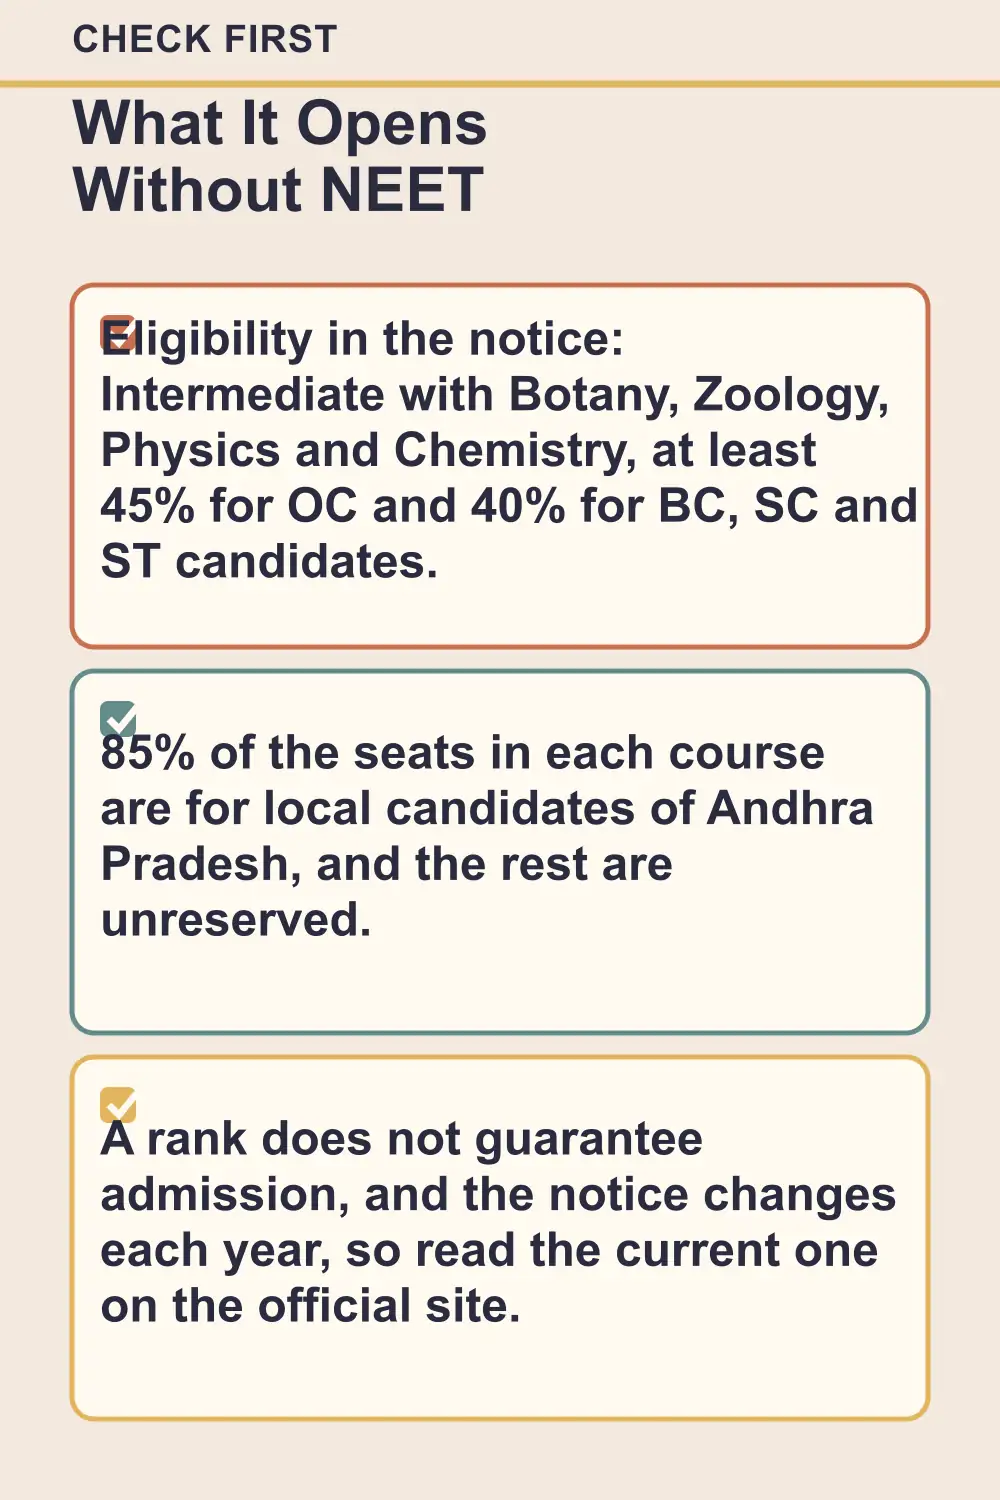 CHECK FIRST
What It Opens
Without NEET
Eligibility in the notice:
Intermediate with Botany, Zoology,
Physics and Chemistry, at least
45% for OC and 40% for BC, SC and
ST candidates.
85% of the seats in each course
are for local candidates of Andhra
Pradesh, and the rest are
unreserved.
A rank does not guarantee
admission, and the notice changes
each year, so read the current one
on the official site.